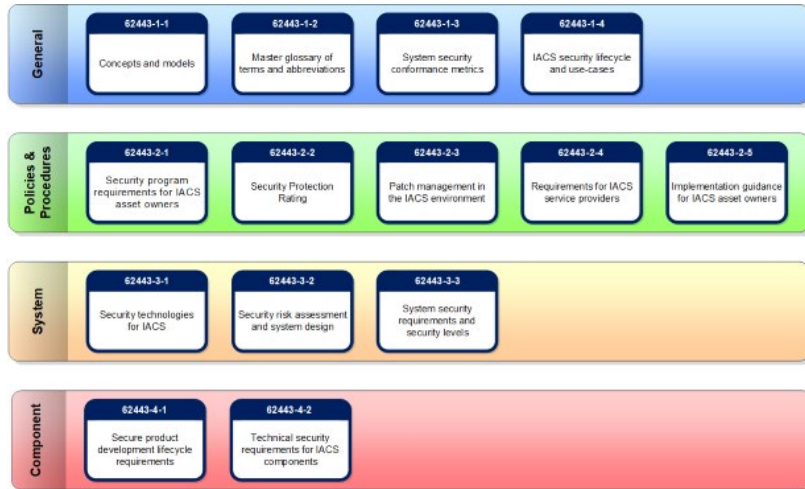 General
62443-1-1
Concepts and models
62443-1-2
Master glossary of
terms and abbreviations
62443-1-3
System security
conformance metrics
62443-1-4
IACS security lifecycle
and use-cases
Policies &
Procedures
62443-2-1
Security program
requirements for IACS
asset owners
62443-2-2
Security Protection
Rating
62443-2-3
Patch management in
the IACS environment
62443-2-4
Requirements for IACS
service providers
62443-2-5
Implementation guidance
for IACS asset owners
System
62443-3-1
Security technologies
for IACS
62443-3-2
Security risk assessment
and system design
62443-3-3
System security
requirements and
security levels
Component
62443-4-1
Secure product
development lifecycle
requirements
62443-4-2
Technical security
requirements for IACS
components